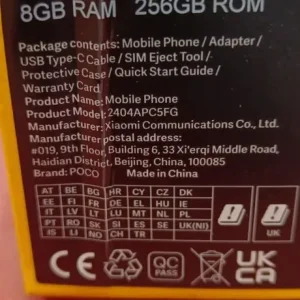 8GB RAM 256GB ROM
Package contents: Mobile Phone / Adapter /
USB Type-C Cable / SIM Eject Tool /
Protective Case / Quick Start Guide /
Warranty Card
Product Name: Mobile Phone
Product Model: 2404APC5FG
Manufacturer: Xiaomi Communications Co., Ltd.
Manufacturer postal address:
#019, 9th Floor, Building 6, 33 Xi'erqi Middle Road,
Haidian District, Beijing, China, 100085
Brand: POCO Made in China
AT BE BG HR CY CZ DK
EE FI FR DE EL HU IE
IT LV LT LU MT NL PL
PT RO SK SI ES SE UK(NI)
IS LI NO CH TR
UK
CE QC PASS UKCA